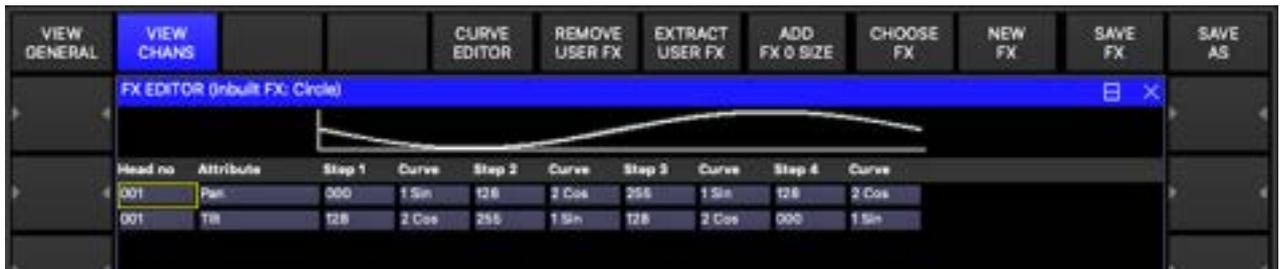 VIEW GENERAL VIEW CHANS CURVE EDITOR REMOVE USER FX EXTRACT USER FX ADD FX 0 SIZE CHOOSE FX NEW FX SAVE FX SAVE AS
FX EDITOR (Inbuilt FX: Circle)
Head no Attribute Step 1 Curve Step 2 Curve Step 3 Curve Step 4 Curve
001 Pan 000 1 Sin 128 2 Cos 255 1 Sin 128 2 Cos
001 Tilt 128 2 Cos 255 1 Sin 128 2 Cos 000 1 Sin